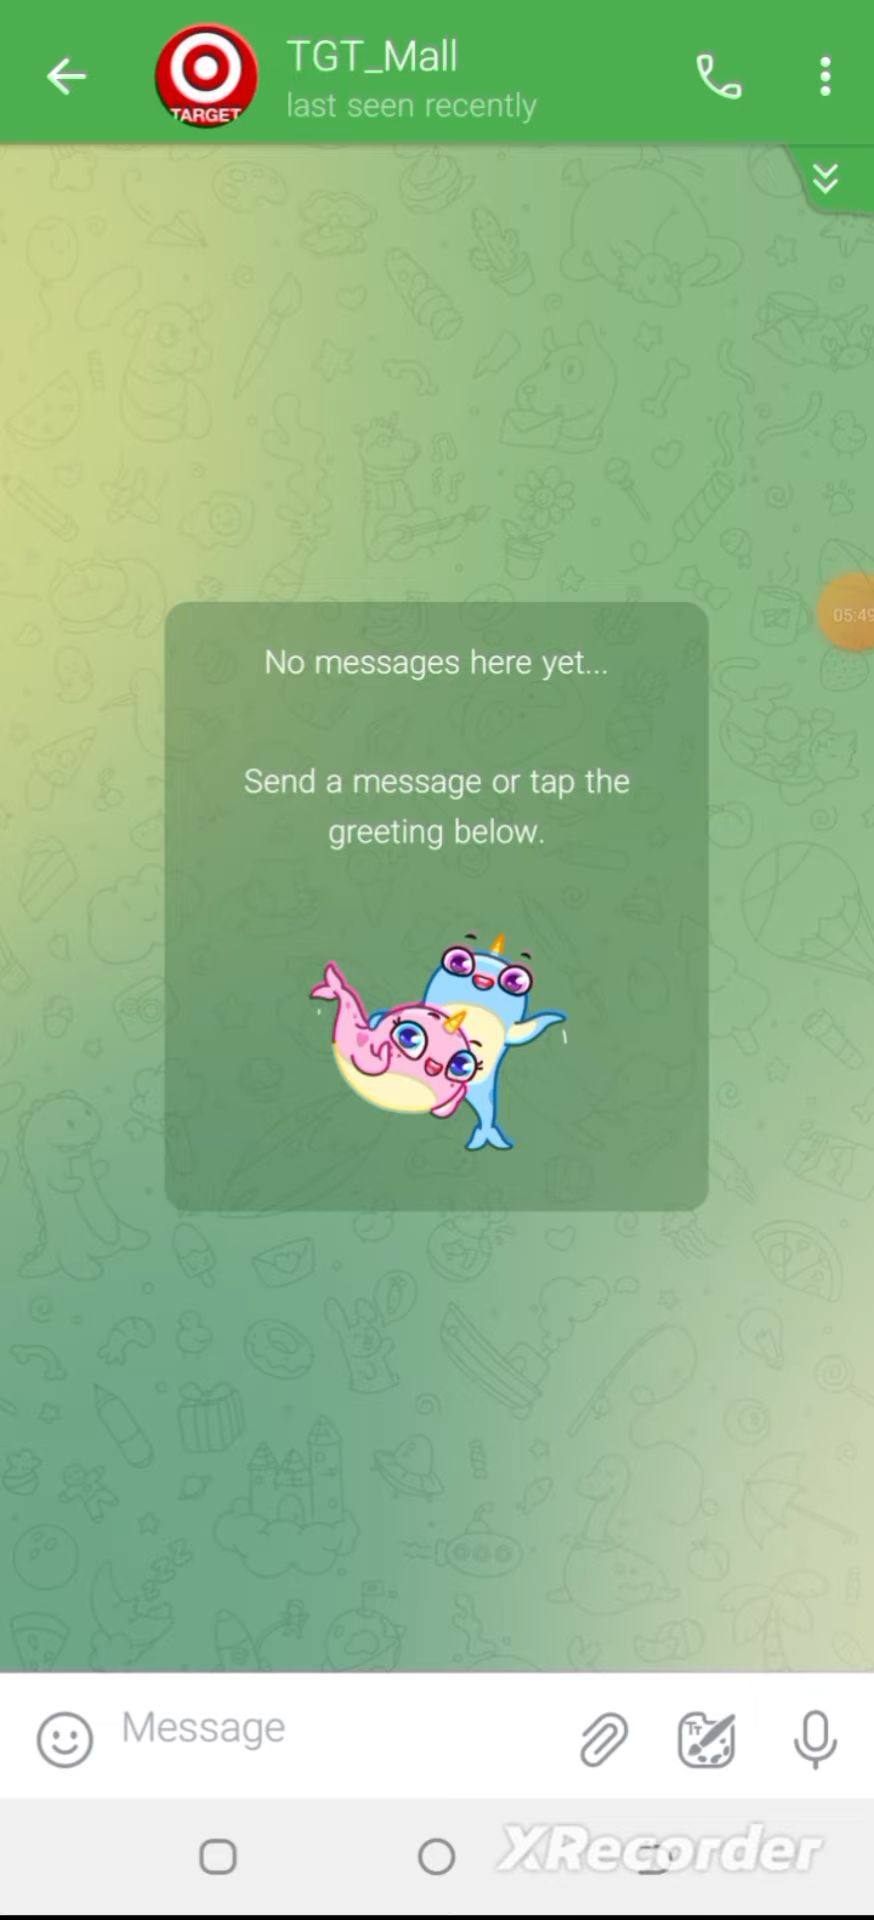 TGT_Mall
TARGET
last seen recently
05:49
No messages here yet...
Send a message or tap the
greeting below.
Message
XRecorder